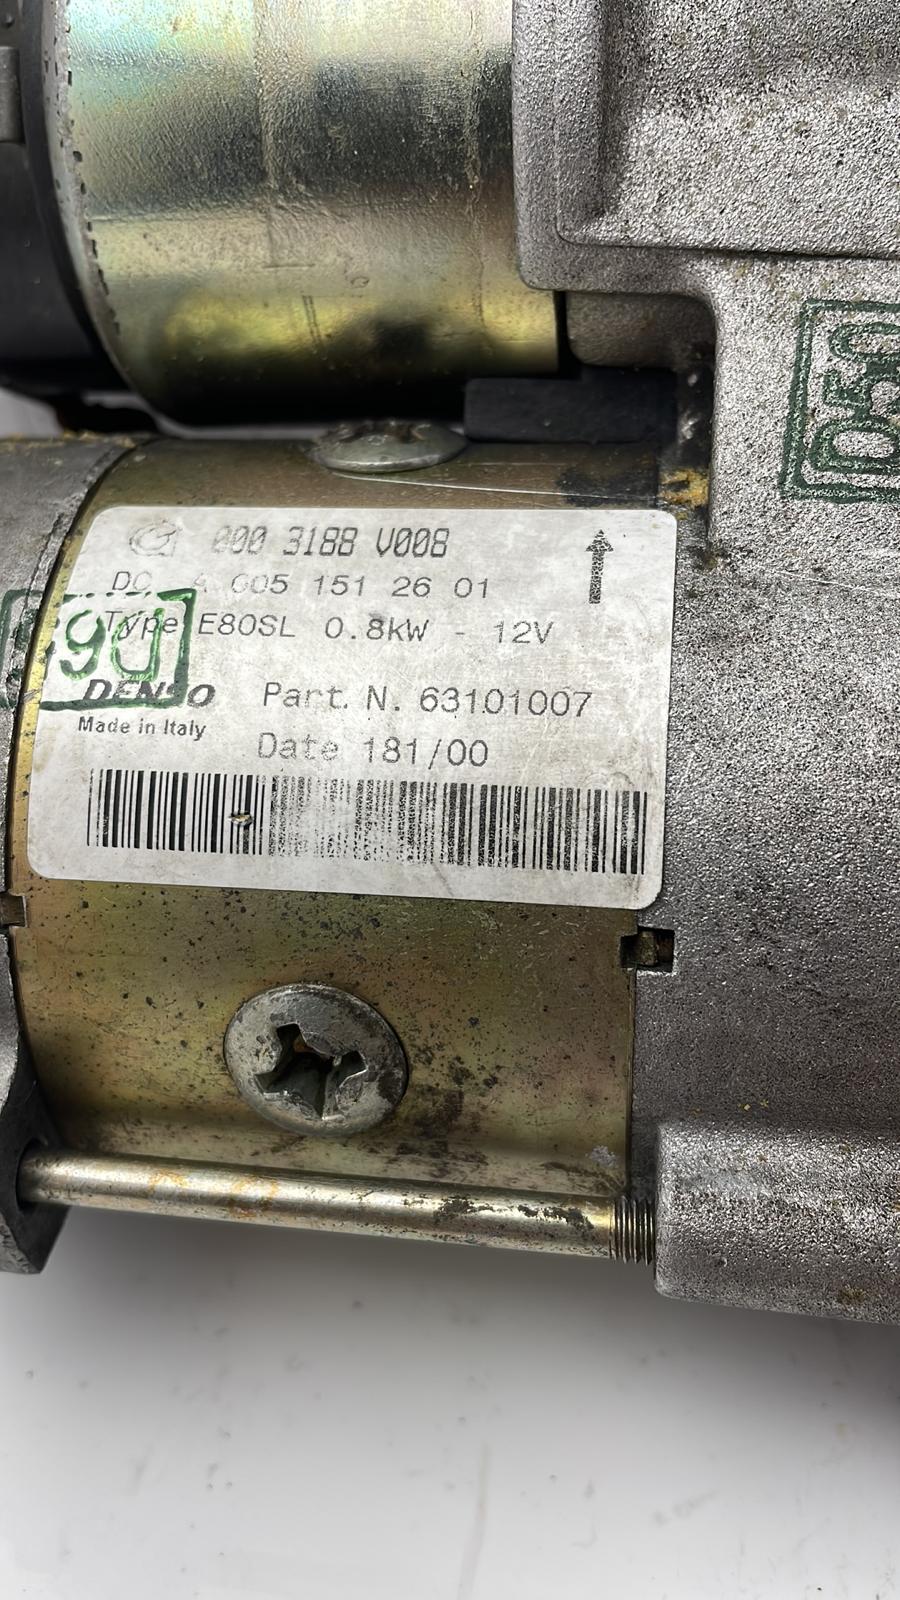 000 3188 V008
DC A 005 151 26 01
Type E80SL 0.8kW - 12V
DENSO Part. N. 63101007
Made in Italy
Date 181/00
050